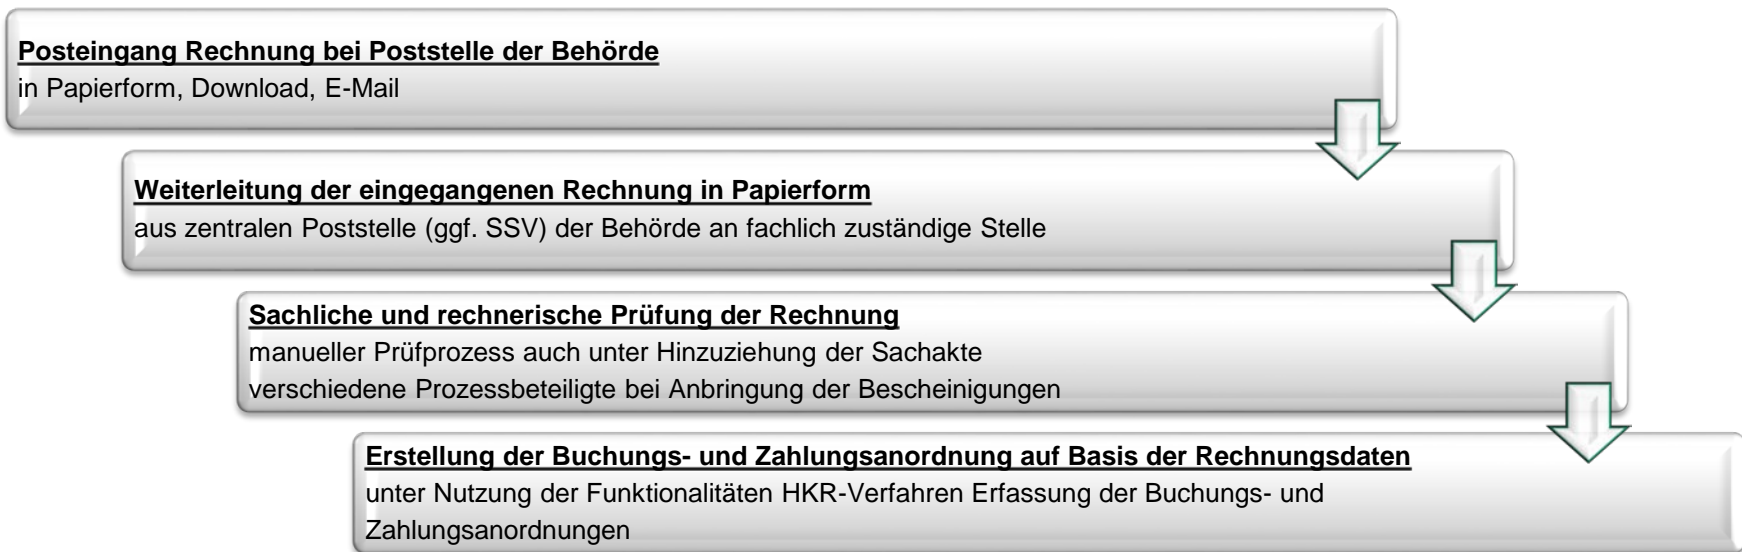 Posteingang Rechnung bei Poststelle der Behörde
in Papierform, Download, E-Mail
Weiterleitung der eingegangenen Rechnung in Papierform
aus zentralen Poststelle (ggf. SSV) der Behörde an fachlich zuständige Stelle
Sachliche und rechnerische Prüfung der Rechnung
manueller Prüfprozess auch unter Hinzuziehung der Sachakte
verschiedene Prozessbeteiligte bei Anbringung der Bescheinigungen
Erstellung der Buchungs- und Zahlungsanordnung auf Basis der Rechnungsdaten
unter Nutzung der Funktionalitäten HKR-Verfahren Erfassung der Buchungs- und
Zahlungsanordnungen